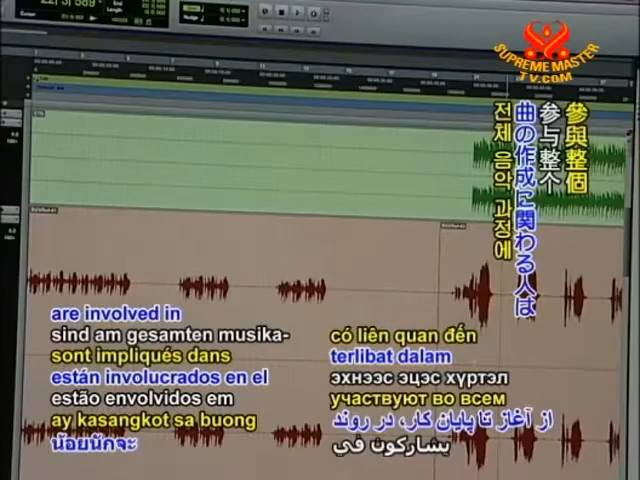 SUPREME MASTER
TV.COM
參與整個
参与整个
曲の作成に関わる人は
전체 음악 과정에
are involved in
sind am gesamten musika-
sont impliqués dans
están involucrados en el
estão envolvidos em
ay kasangkot sa buong
น้อยนักจะ
có liên quan đến
terlibat dalam
эхнээс эцэс хүртэл
участвуют во всем
از آغاز تا پایان کار، در روند
يشاركون في